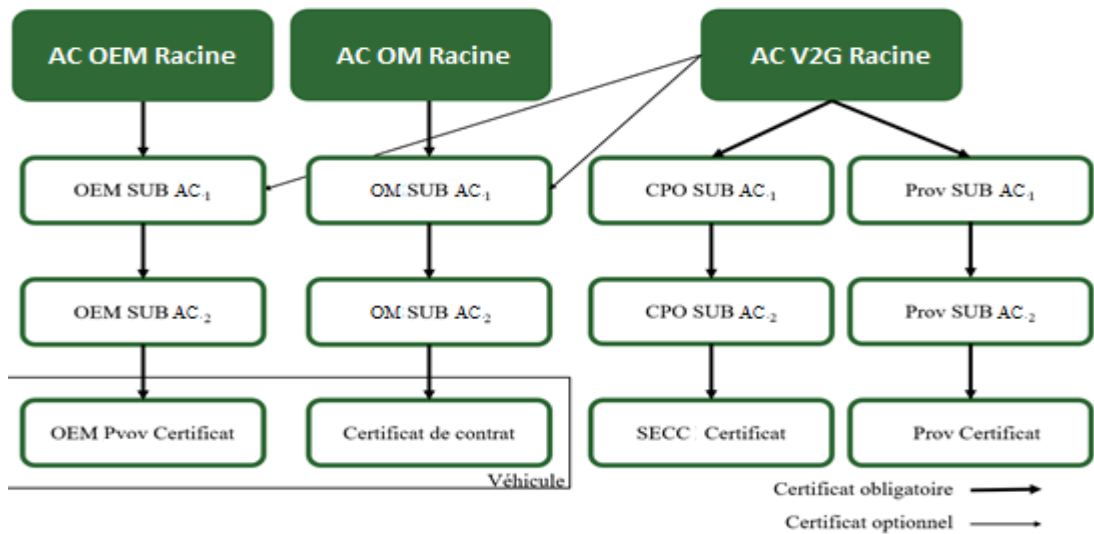 AC OEM Racine
AC OM Racine
AC V2G Racine
OEM SUB AC.1
OM SUB AC.1
CPO SUB AC.1
Prov SUB AC.1
OEM SUB AC.2
OM SUB AC.2
CPO SUB AC.2
Prov SUB AC.2
OEM Pvov Certificat
Certificat de contrat
SECC Certificat
Prov Certificat
Véhicule
Certificat obligatoire
Certificat optionnel